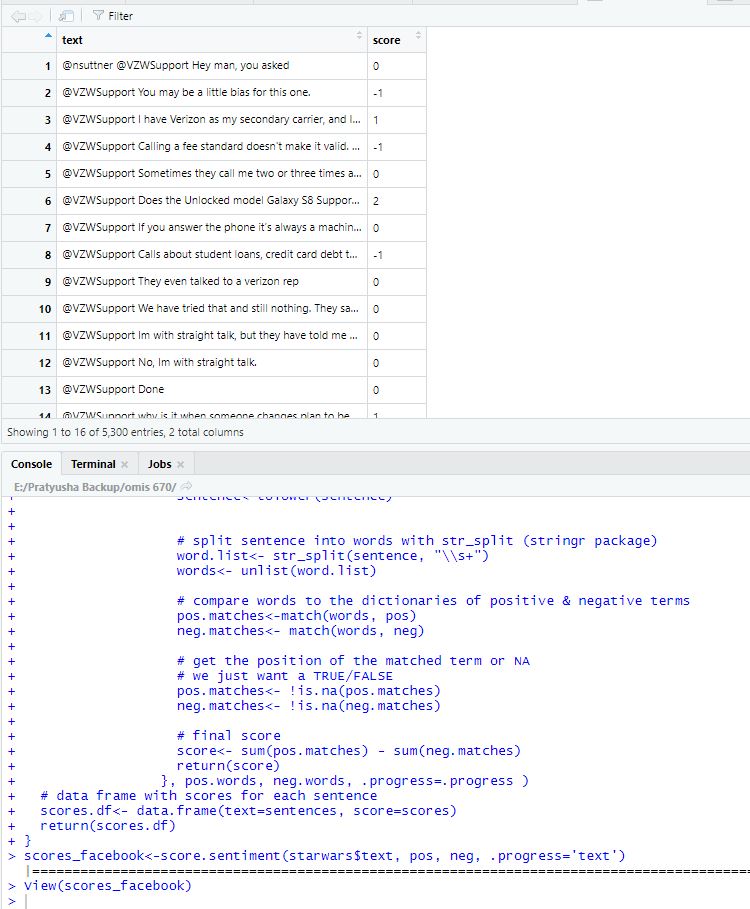 Filter
text score
1 @nsuttner @VZWSupport Hey man, you asked 0
2 @VZWSupport You may be a little bias for this one. -1
3 @VZWSupport I have Verizon as my secondary carrier, and I... 1
4 @VZWSupport Calling a fee standard doesn't make it valid. ... -1
5 @VZWSupport Sometimes they call me two or three times a... 0
6 @VZWSupport Does the Unlocked model Galaxy S8 Suppor... 2
7 @VZWSupport If you answer the phone it's always a machin... 0
8 @VZWSupport Calls about student loans, credit card debt t... -1
9 @VZWSupport They even talked to a verizon rep 0
10 @VZWSupport We have tried that and still nothing. They sa... 0
11 @VZWSupport Im with straight talk, but they have told me ... 0
12 @VZWSupport No, Im with straight talk. 0
13 @VZWSupport Done 0
14 @VZWSupport why is it when someone changes plan to be 1
Showing 1 to 16 of 5,300 entries, 2 total columns
Console Terminal × Jobs ×
E:/Pratyusha Backup/omis 670/
+ sentence<- tolower(sentence)
+
+
+ # split sentence into words with str_split (stringr package)
+ word.list<- str_split(sentence, "\\s+")
+ words<- unlist(word.list)
+
+ # compare words to the dictionaries of positive & negative terms
+ pos.matches<-match(words, pos)
+ neg.matches<- match(words, neg)
+
+ # get the position of the matched term or NA
+ # we just want a TRUE/FALSE
+ pos.matches<- !is.na(pos.matches)
+ neg.matches<- !is.na(neg.matches)
+
+ # final score
+ score<- sum(pos.matches) - sum(neg.matches)
+ return(score)
+ }, pos.words, neg.words, .progress=.progress )
+ # data frame with scores for each sentence
+ scores.df<- data.frame(text=sentences, score=scores)
+ return(scores.df)
+ }
> scores_facebook<-score.sentiment(starwars$text, pos, neg, .progress='text')
|==========================================================================================
> View(scores_facebook)
>